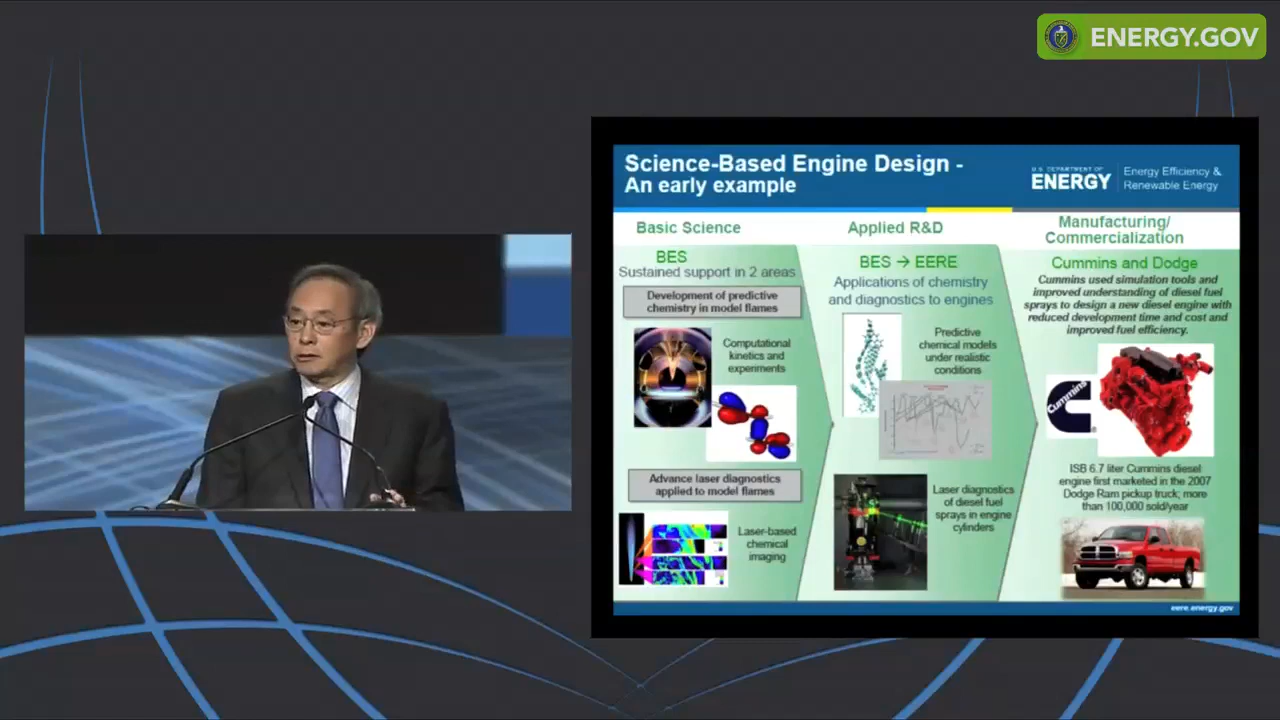 ENERGY.GOV
Science-Based Engine Design -
An early example
U.S. DEPARTMENT OF
ENERGY
Energy Efficiency &
Renewable Energy
Basic Science
BES
Sustained support in 2 areas
Development of predictive
chemistry in model flames
Computational
kinetics and
experiments
Advance laser diagnostics
applied to model flames
Laser-based
chemical
imaging
Applied R&D
BES → EERE
Applications of chemistry
and diagnostics to engines
Predictive
chemical models
under realistic
conditions
Laser diagnostics
of diesel fuel
sprays in engine
cylinders
Manufacturing/
Commercialization
Cummins and Dodge
Cummins used simulation tools and
improved understanding of diesel fuel
sprays to design a new diesel engine with
reduced development time and cost and
improved fuel efficiency.
Cummins
ISB 6.7 liter Cummins diesel
engine first marketed in the 2007
Dodge Ram pickup truck; more
than 100,000 sold/year
eere.energy.gov